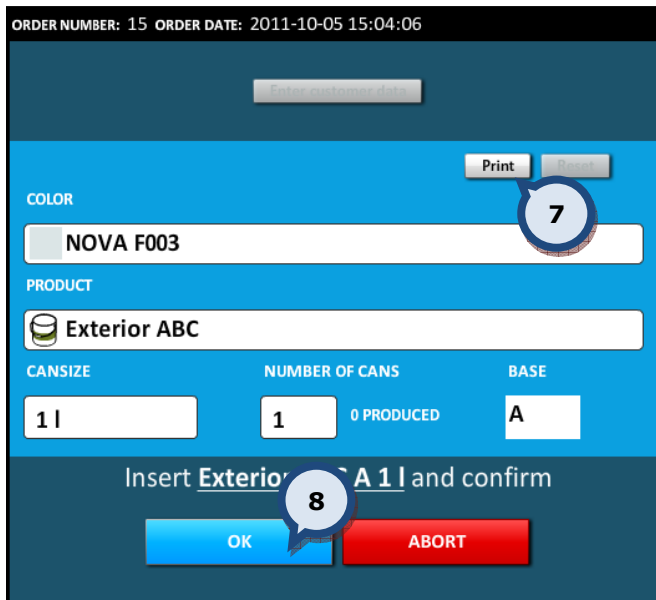 ORDER NUMBER: 15 ORDER DATE: 2011-10-05 15:04:06
Enter customer data
Print Reset
7
COLOR
NOVA F003
PRODUCT
Exterior ABC
CANSIZE NUMBER OF CANS BASE
1 l 1 0 PRODUCED A
Insert Exterior A 1 l and confirm
8
OK ABORT